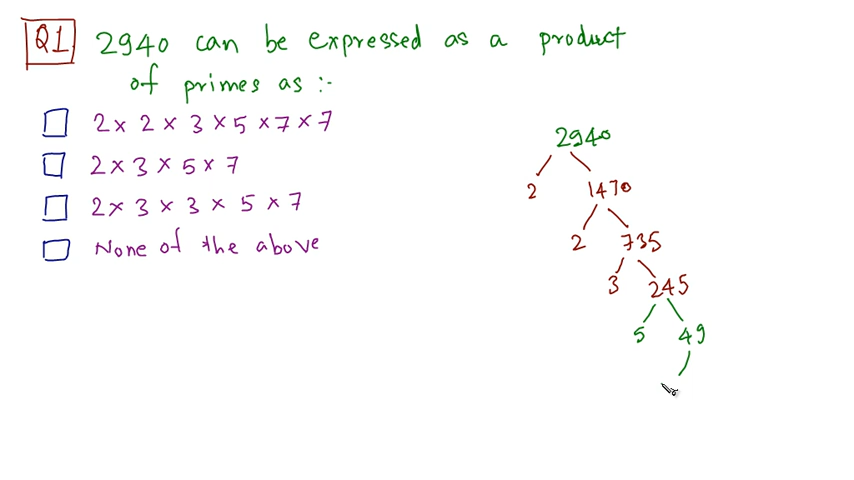 Q1 2940 can be expressed as a product
of primes as :-
2 × 2 × 3 × 5 × 7 × 7
2 × 3 × 5 × 7
2 × 3 × 3 × 5 × 7
None of the above
2940
2 1470
2 735
3 245
5 49